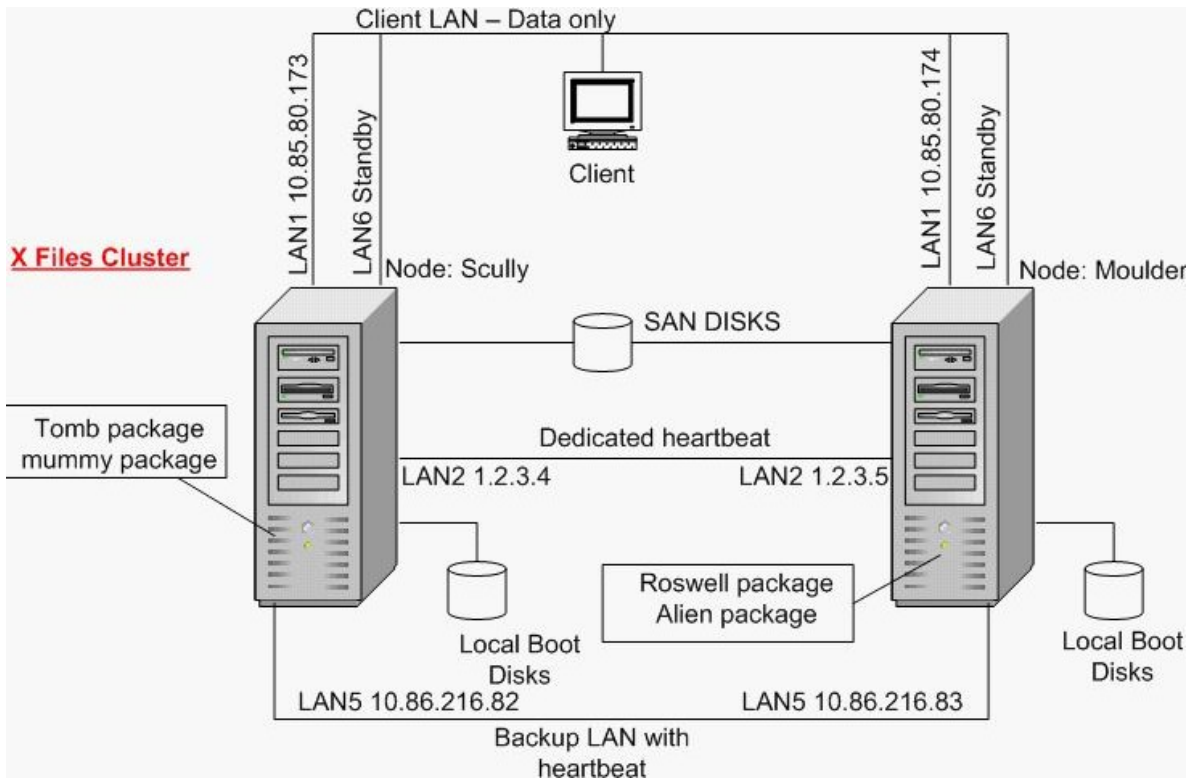 Client LAN – Data only
LAN1 10.85.80.173
LAN6 Standby
Client
LAN1 10.85.80.174
LAN6 Standby
X Files Cluster
Node: Scully
Node: Moulder
SAN DISKS
Tomb package
mummy package
Dedicated heartbeat
LAN2 1.2.3.4
LAN2 1.2.3.5
Roswell package
Alien package
Local Boot
Disks
Local Boot
Disks
LAN5 10.86.216.82
LAN5 10.86.216.83
Backup LAN with
heartbeat